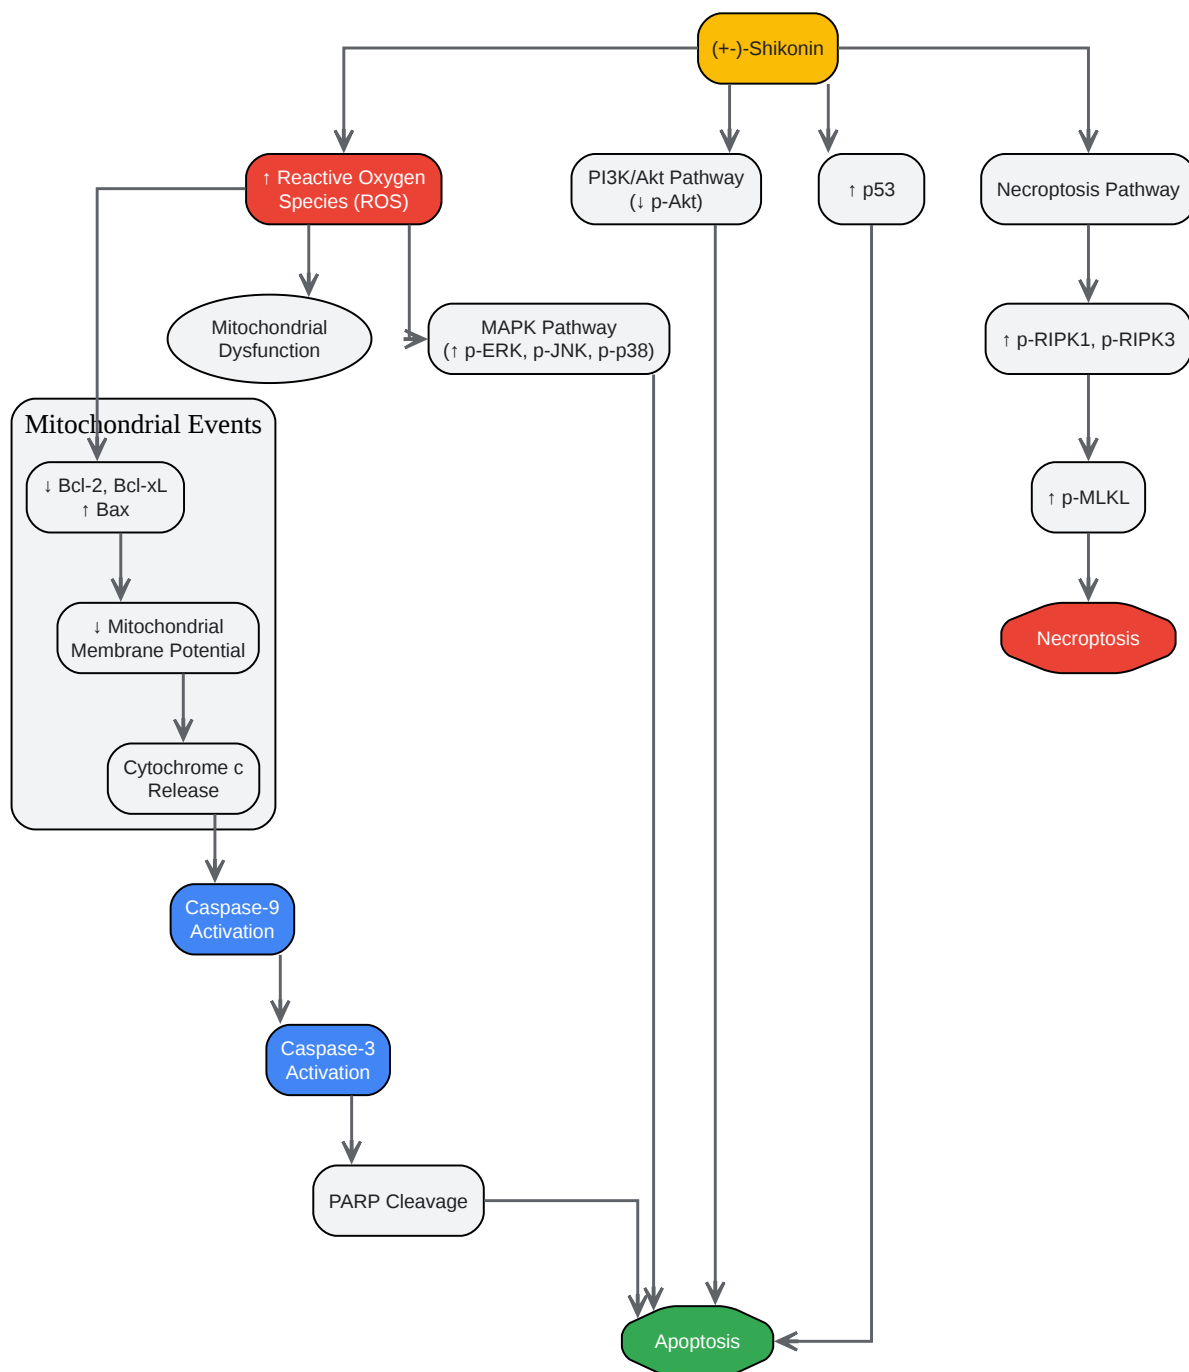 (+-)-Shikonin
↑ Reactive Oxygen
Species (ROS)
PI3K/Akt Pathway
(↓ p-Akt)
↑ p53
Necroptosis Pathway
Mitochondrial
Dysfunction
MAPK Pathway
(↑ p-ERK, p-JNK, p-p38)
↑ p-RIPK1, p-RIPK3
Mitochondrial Events
↓ Bcl-2, Bcl-xL
↑ Bax
↑ p-MLKL
↓ Mitochondrial
Membrane Potential
Necroptosis
Cytochrome c
Release
Caspase-9
Activation
Caspase-3
Activation
PARP Cleavage
Apoptosis